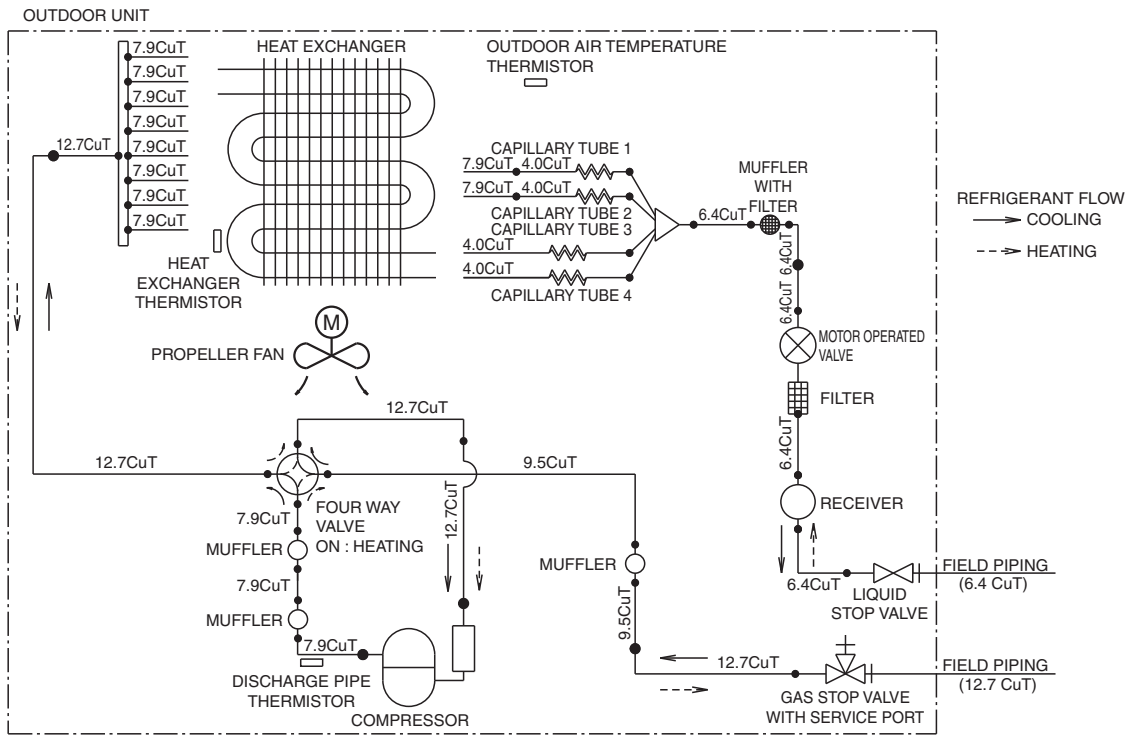 OUTDOOR UNIT
7.9CuT
7.9CuT
7.9CuT
7.9CuT
7.9CuT
7.9CuT
7.9CuT
7.9CuT
12.7CuT
HEAT EXCHANGER
OUTDOOR AIR TEMPERATURE
THERMISTOR
HEAT
EXCHANGER
THERMISTOR
CAPILLARY TUBE 1
7.9CuT 4.0CuT
7.9CuT 4.0CuT
CAPILLARY TUBE 2
CAPILLARY TUBE 3
4.0CuT
4.0CuT
CAPILLARY TUBE 4
6.4CuT
MUFFLER
WITH
FILTER
6.4CuT
6.4CuT
MOTOR OPERATED
VALVE
FILTER
6.4CuT
RECEIVER
REFRIGERANT FLOW
COOLING
HEATING
M
PROPELLER FAN
12.7CuT
12.7CuT
9.5CuT
12.7CuT
FOUR WAY
VALVE
ON : HEATING
7.9CuT
MUFFLER
7.9CuT
MUFFLER
7.9CuT
DISCHARGE PIPE
THERMISTOR
COMPRESSOR
MUFFLER
9.5CuT
12.7CuT
6.4CuT
LIQUID
STOP VALVE
FIELD PIPING
(6.4 CuT)
GAS STOP VALVE
WITH SERVICE PORT
FIELD PIPING
(12.7 CuT)